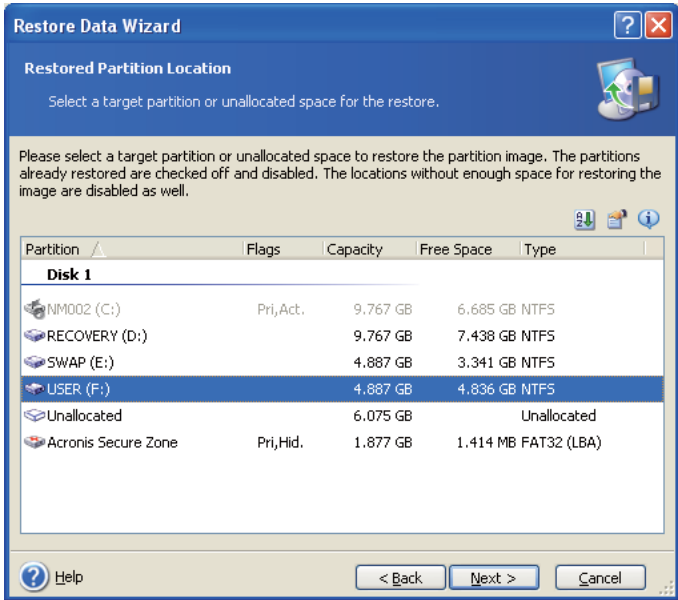 Restore Data Wizard
Restored Partition Location
Select a target partition or unallocated space for the restore.
Please select a target partition or unallocated space to restore the partition image. The partitions
already restored are checked off and disabled. The locations without enough space for restoring the
image are disabled as well.
Partition Flags Capacity Free Space Type
Disk 1
NM002 (C:) Pri,Act. 9.767 GB 6.685 GB NTFS
RECOVERY (D:) 9.767 GB 7.438 GB NTFS
SWAP (E:) 4.887 GB 3.341 GB NTFS
USER (F:) 4.887 GB 4.836 GB NTFS
Unallocated 6.075 GB Unallocated
Acronis Secure Zone Pri,Hid. 1.877 GB 1.414 MB FAT32 (LBA)
Help < Back Next > Cancel